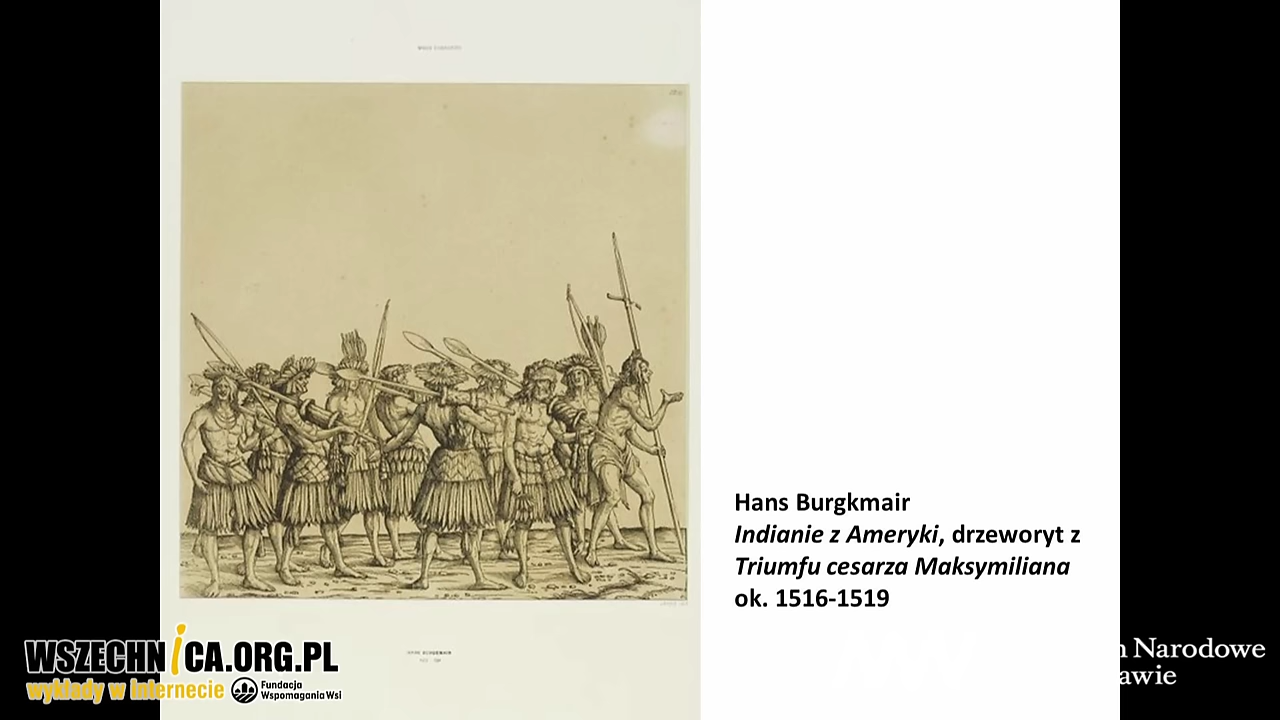 Hans Burgkmair
Indianie z Ameryki, drzeworyt z
Triumfu cesarza Maksymiliana
ok. 1516-1519
WSZECHNICA.ORG.PL
wykłady w internecie
Fundacja
Wspomagania Wsi
Narodowe
awie